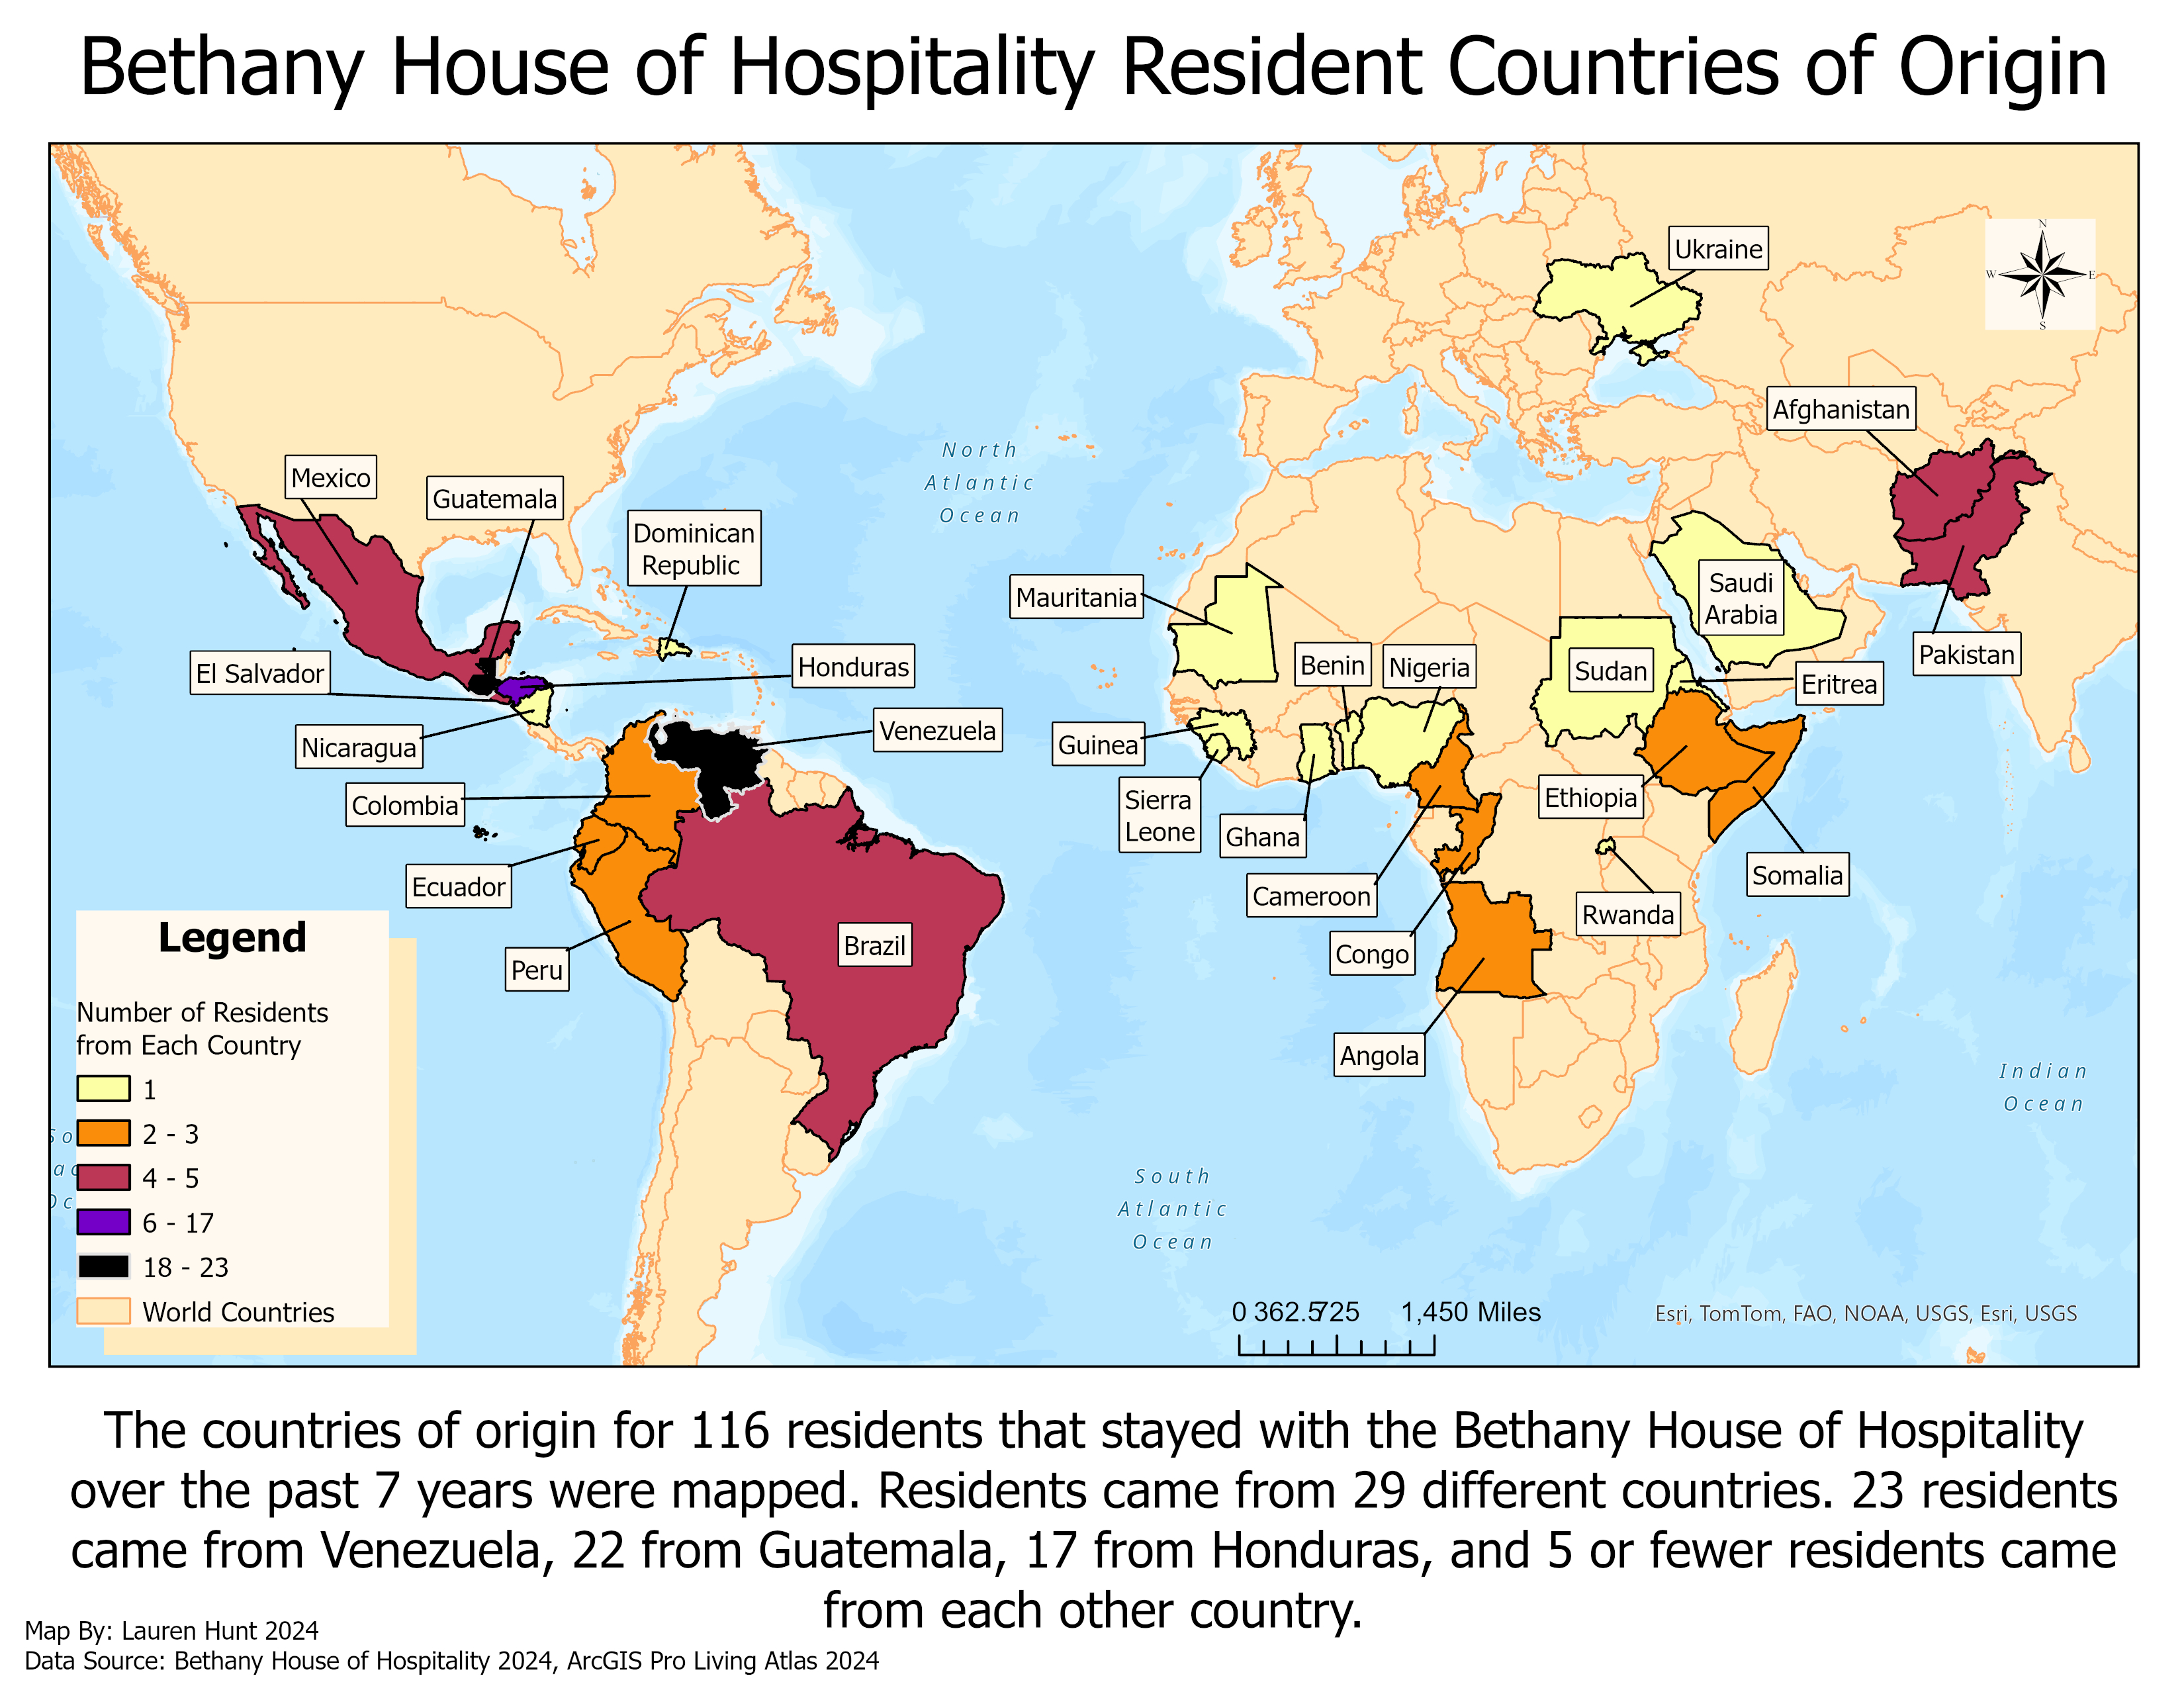 Bethany House of Hospitality Resident Countries of Origin
N
W
E
S
Ukraine
Afghanistan
North
Atlantic
Ocean
Mexico
Guatemala
Dominican
Republic
Mauritania
Saudi
Arabia
El Salvador
Honduras
Benin
Nigeria
Sudan
Pakistan
Eritrea
Nicaragua
Venezuela
Guinea
Colombia
Sierra
Leone
Ghana
Ethiopia
Ecuador
Cameroon
Somalia
Rwanda
Peru
Brazil
Congo
Angola
Indian
Ocean
South
Atlantic
Ocean
Legend
Number of Residents
from Each Country
1
2 - 3
4 - 5
6 - 17
18 - 23
World Countries
0 362.5 725 1,450 Miles
Esri, TomTom, FAO, NOAA, USGS, Esri, USGS
The countries of origin for 116 residents that stayed with the Bethany House of Hospitality
over the past 7 years were mapped. Residents came from 29 different countries. 23 residents
came from Venezuela, 22 from Guatemala, 17 from Honduras, and 5 or fewer residents came
from each other country.
Map By: Lauren Hunt 2024
Data Source: Bethany House of Hospitality 2024, ArcGIS Pro Living Atlas 2024